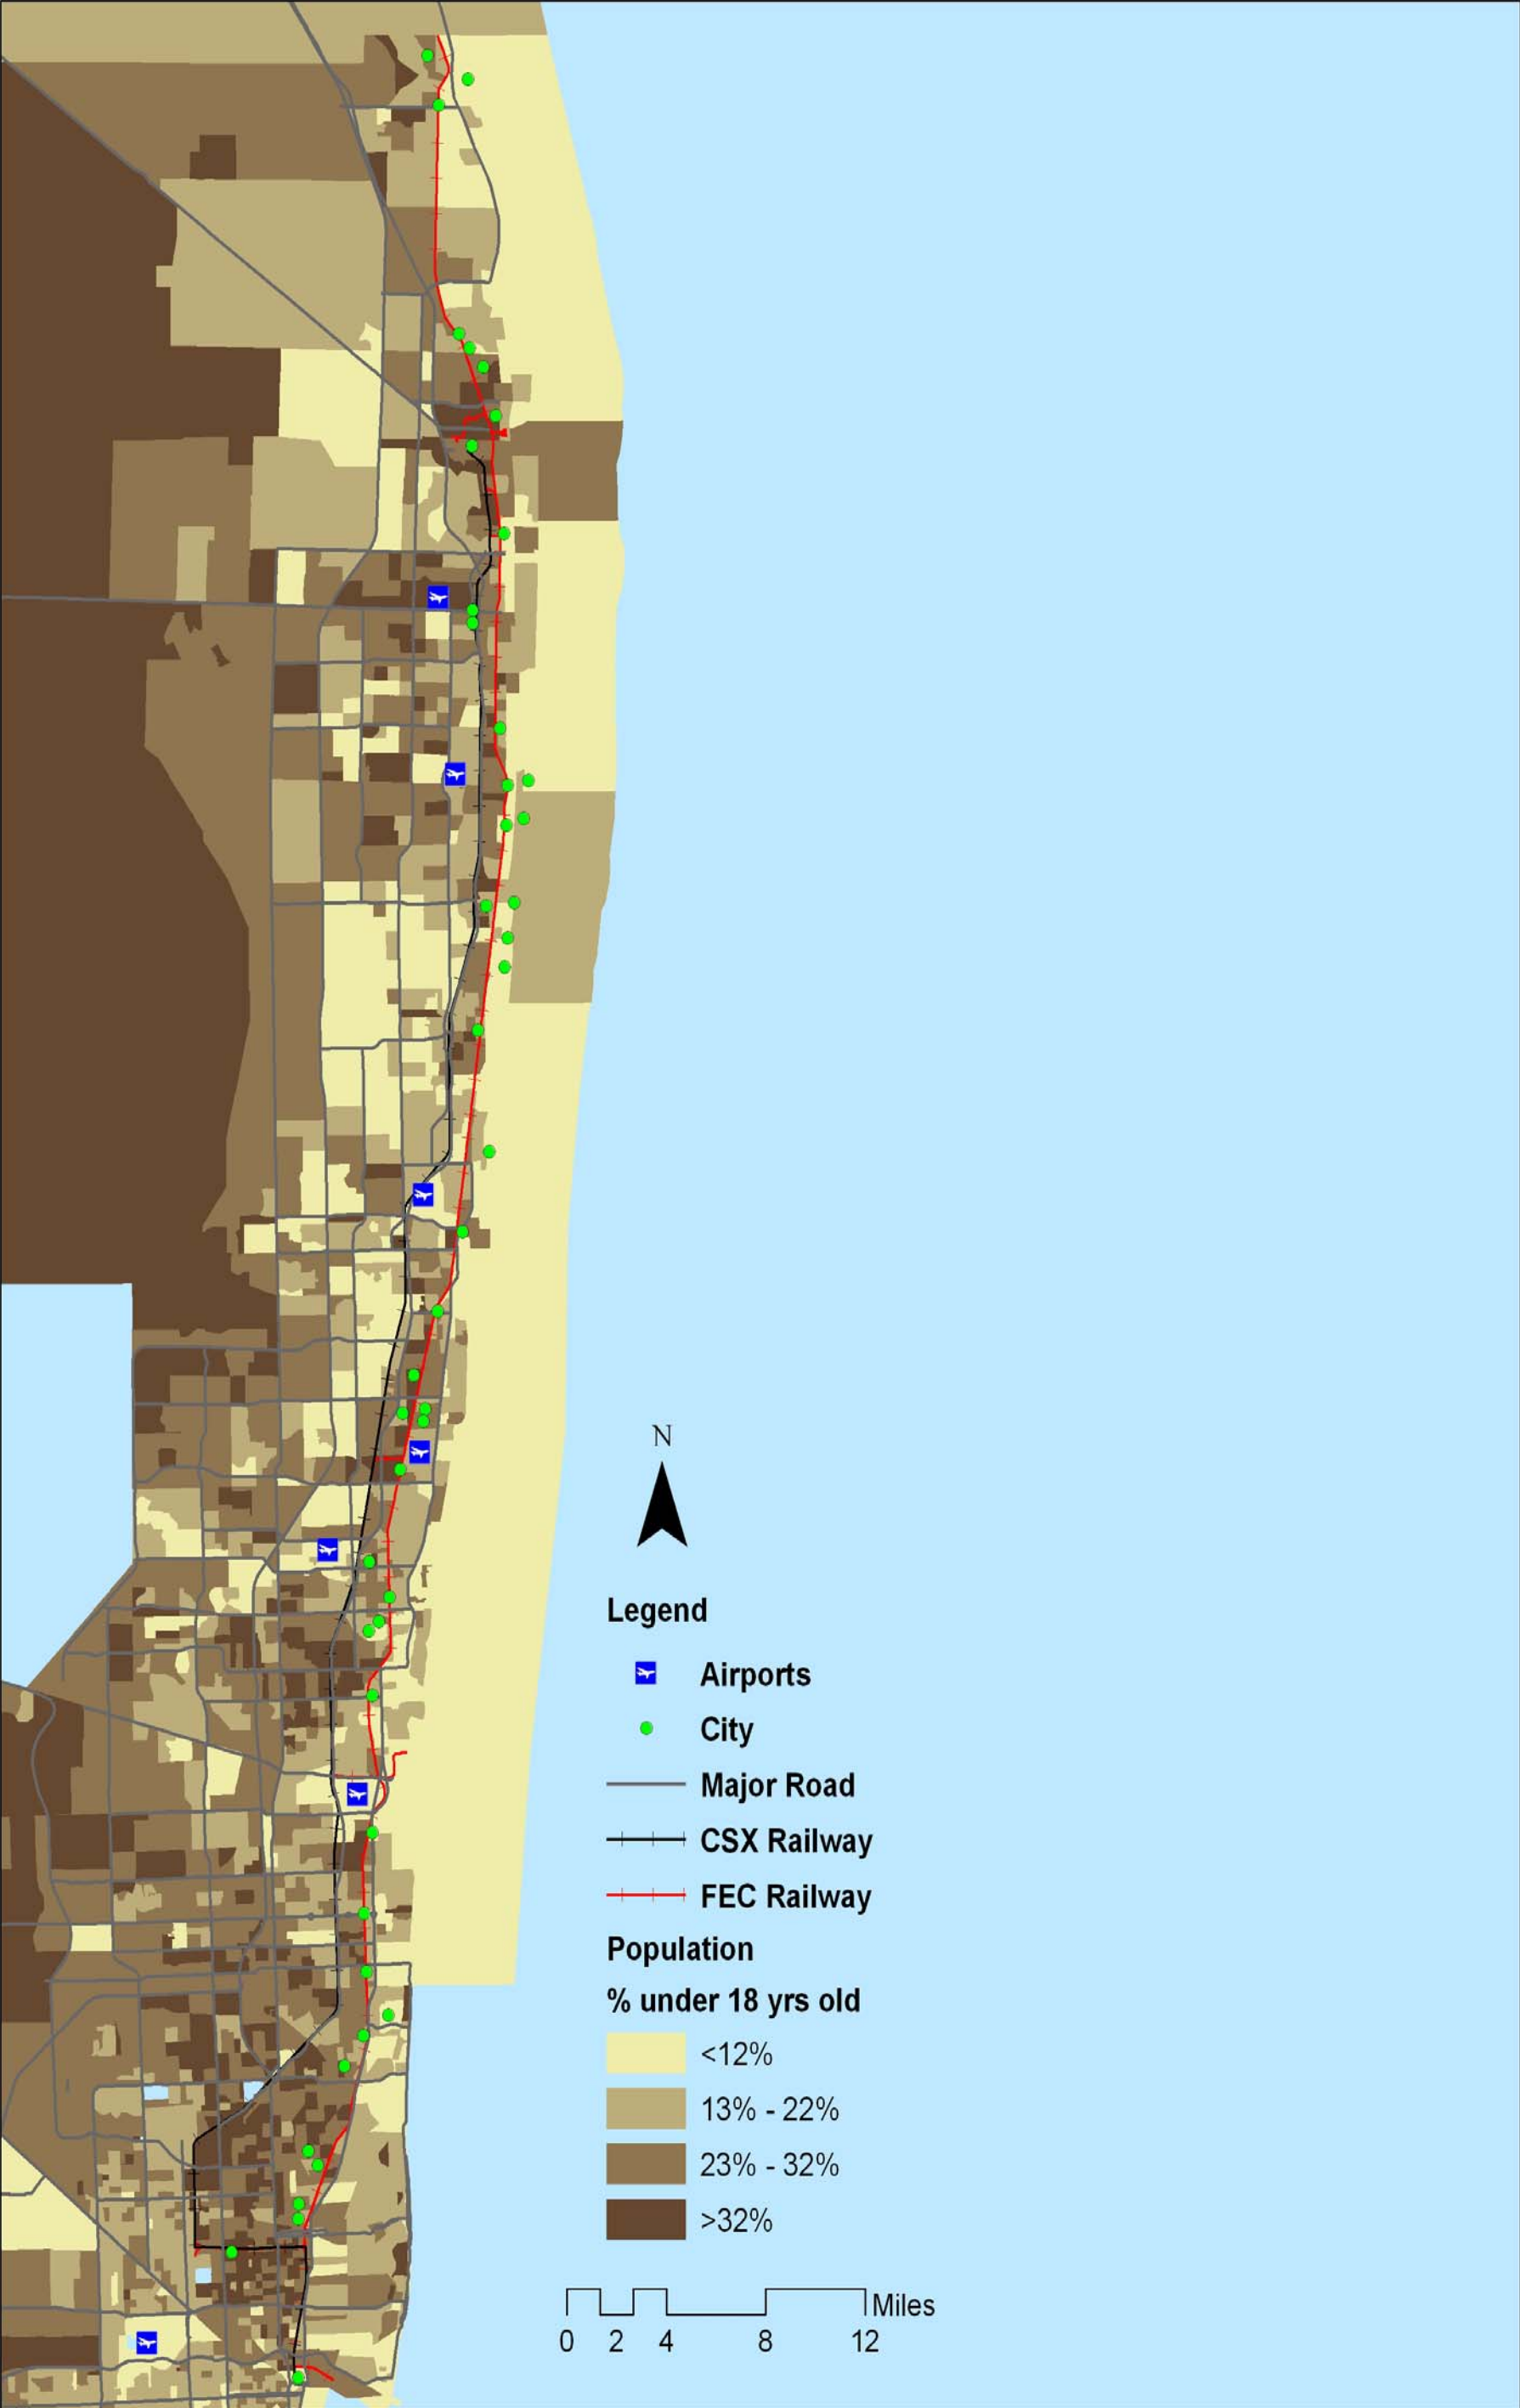 N
Legend
Airports
City
Major Road
CSX Railway
FEC Railway
Population
% under 18 yrs old
<12%
13% - 22%
23% - 32%
>32%
Miles
0 2 4 8 12